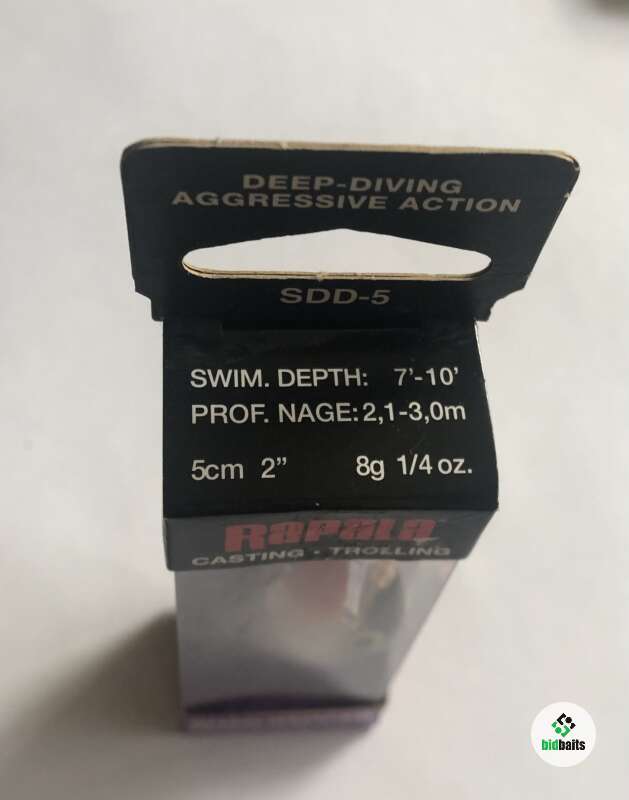 DEEP-DIVING
AGGRESSIVE ACTION
SDD-5
SWIM. DEPTH: 7'-10'
PROF. NAGE: 2,1-3,0m
5cm 2" 8g 1/4 oz.
RAPALA
CASTING • TROLLING
bidbaits